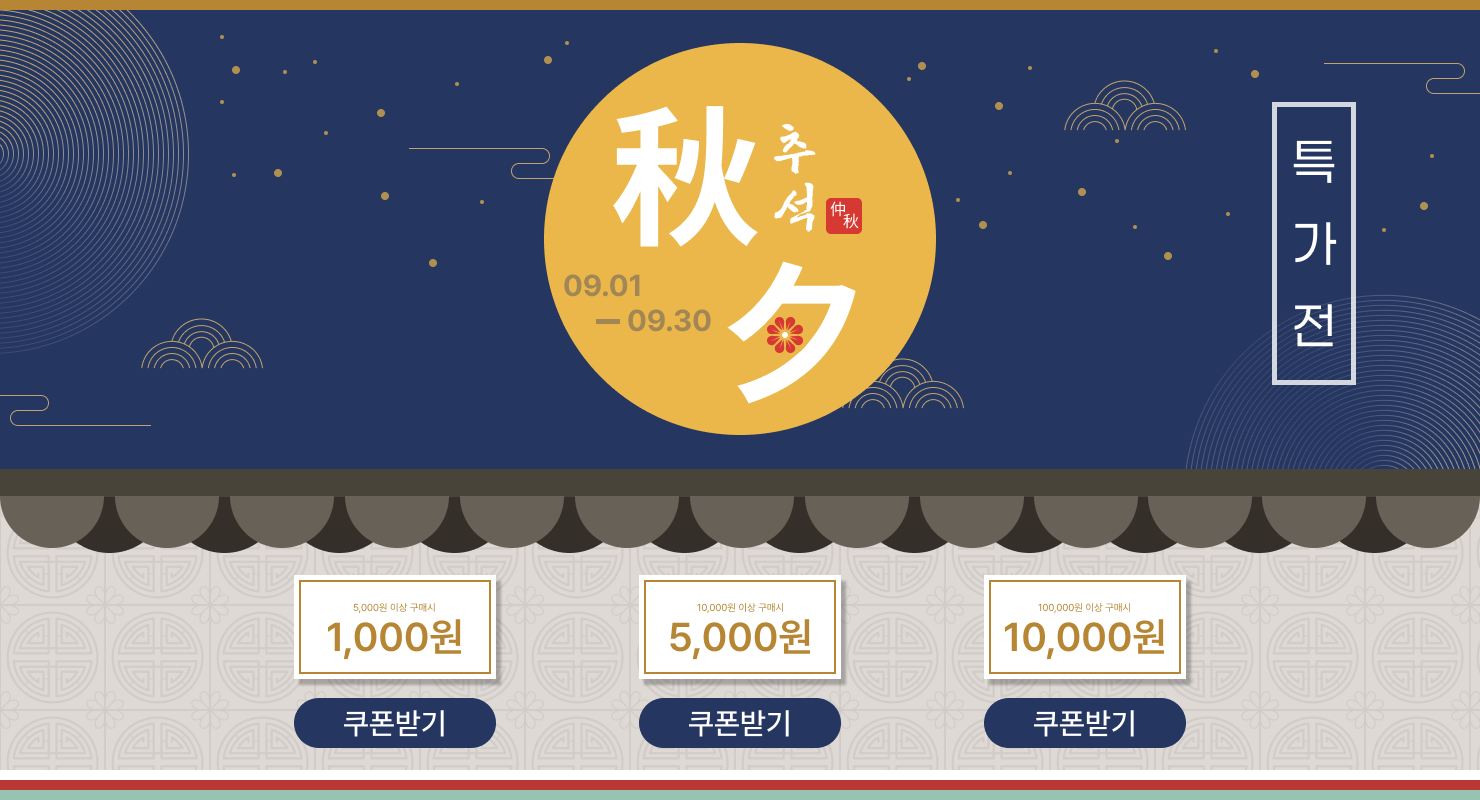 秋夕
추석
仲秋
09.01
— 09.30
특가전
5,000원 이상 구매시
1,000원
쿠폰받기
10,000원 이상 구매시
5,000원
쿠폰받기
100,000원 이상 구매시
10,000원
쿠폰받기